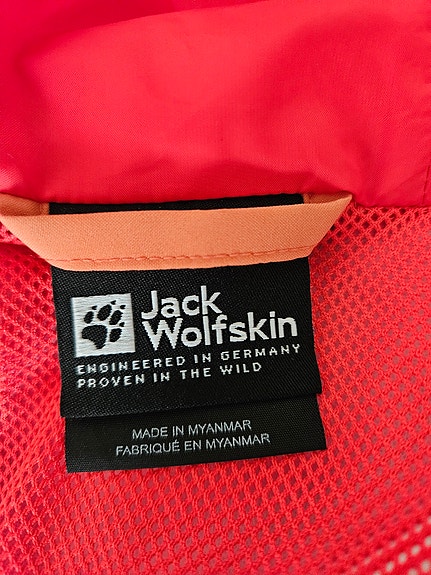 Jack
Wolfskin
ENGINEERED IN GERMANY
PROVEN IN THE WILD
MADE IN MYANMAR
FABRIQUÉ EN MYANMAR